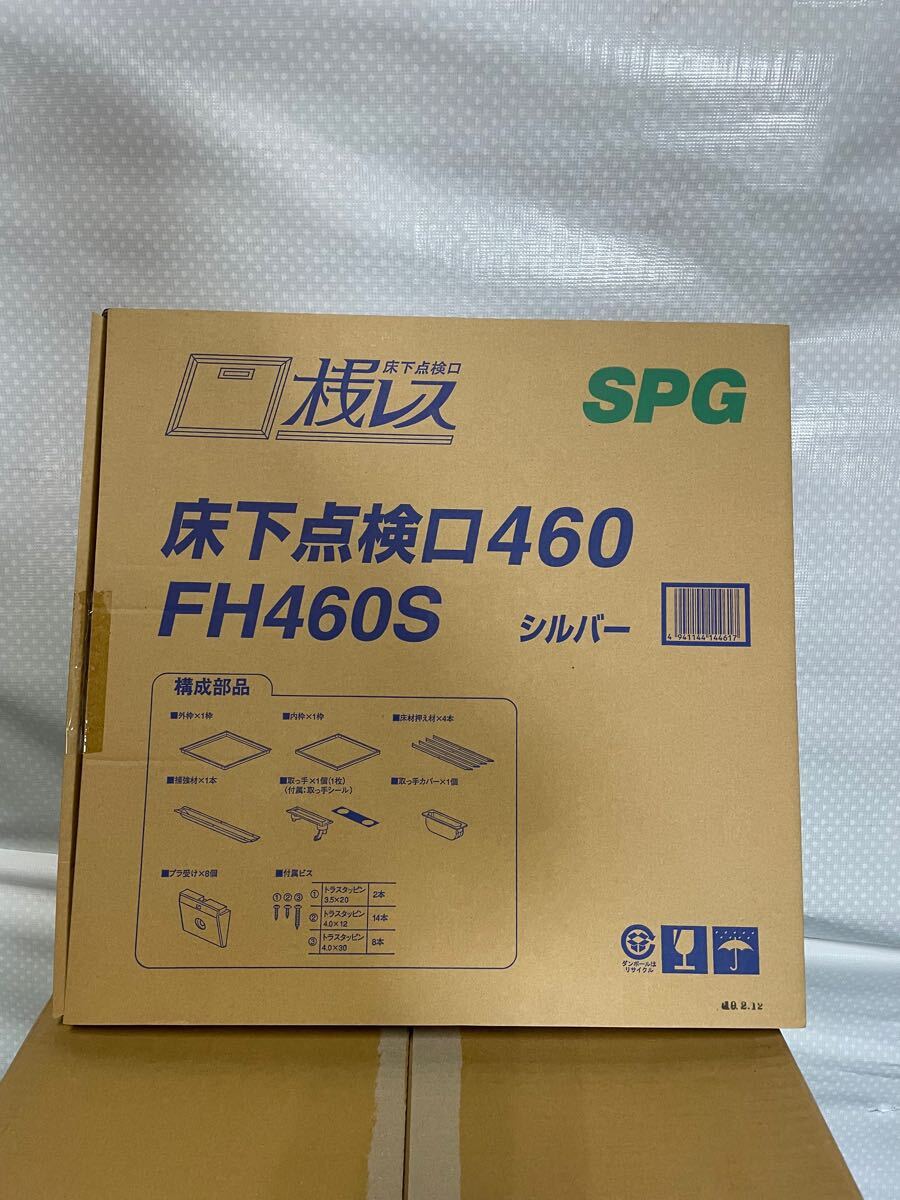 床下点検口
桟レス
SPG
床下点検口460
FH460S シルバー
4 941144 144617
構成部品
■外枠×1枠 ■内枠×1枠 ■床材押え材×4本
■補強材×1本 ■取っ手×1個(1枚) ■取っ手カバー×1個
(付属:取っ手シール)
■プラ受け×8個 ■付属ビス
① ② ③
① トラスタッピン 3.5×20 2本
② トラスタッピン 4.0×12 14本
③ トラスタッピン 4.0×30 8本
ダンボールは
リサイクル